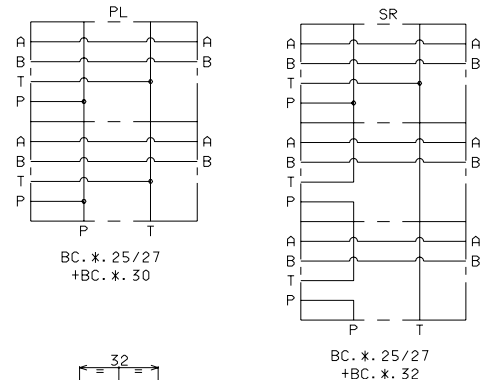 PL
A A
B B
T
P
A A
B B
T
P
P T
BC.*.25/27
+BC.*.30
SR
A A
B B
T
P
A A
B B
T
P
A A
B B
T
P
P T
BC.*.25/27
+BC.*.32
32
= =